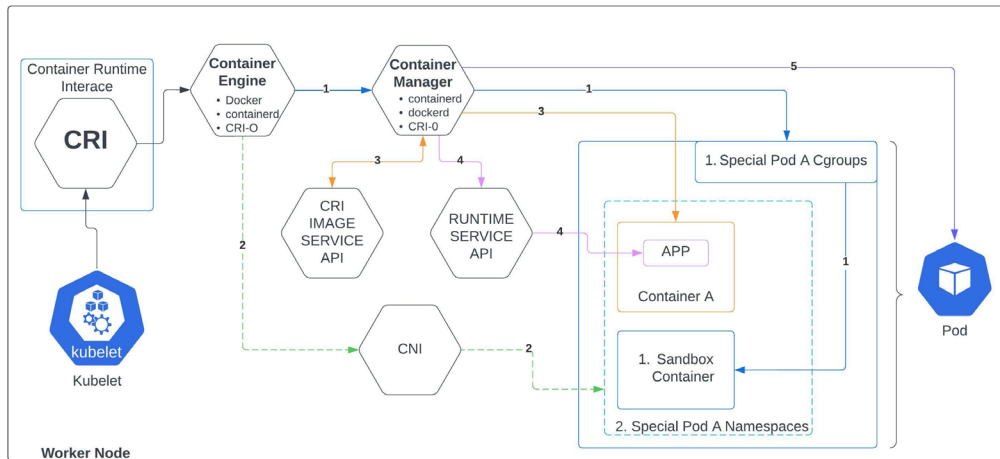 Container Runtime
Interace
CRI
kubelet
Kubelet
Worker Node
Container
Engine
• Docker
• containerd
• CRI-O
1
2
Container
Manager
• containerd
• dockerd
• CRI-0
3
4
CRI
IMAGE
SERVICE
API
RUNTIME
SERVICE
API
4
CNI
2
5
1
3
1. Special Pod A Cgroups
1
APP
Container A
1. Sandbox
Container
2. Special Pod A Namespaces
Pod